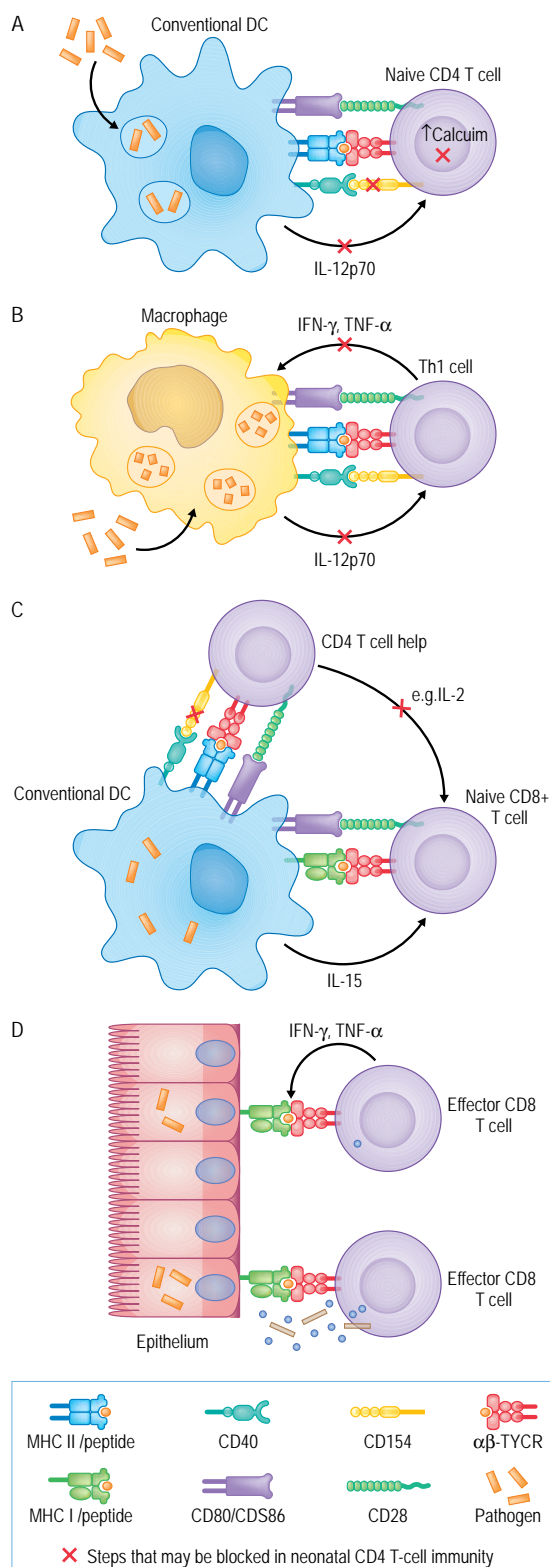 A
Conventional DC
Naive CD4 T cell
↑Calcuim
IL-12p70
B
Macrophage
IFN-γ, TNF-α
Th1 cell
IL-12p70
C
CD4 T cell help
e.g.IL-2
Conventional DC
Naive CD8+
T cell
IL-15
D
IFN-γ, TNF-α
Effector CD8
T cell
Effector CD8
T cell
Epithelium
MHC II /peptide
CD40
CD154
αβ-TYCR
MHC I /peptide
CD80/CDS86
CD28
Pathogen
Steps that may be blocked in neonatal CD4 T-cell immunity